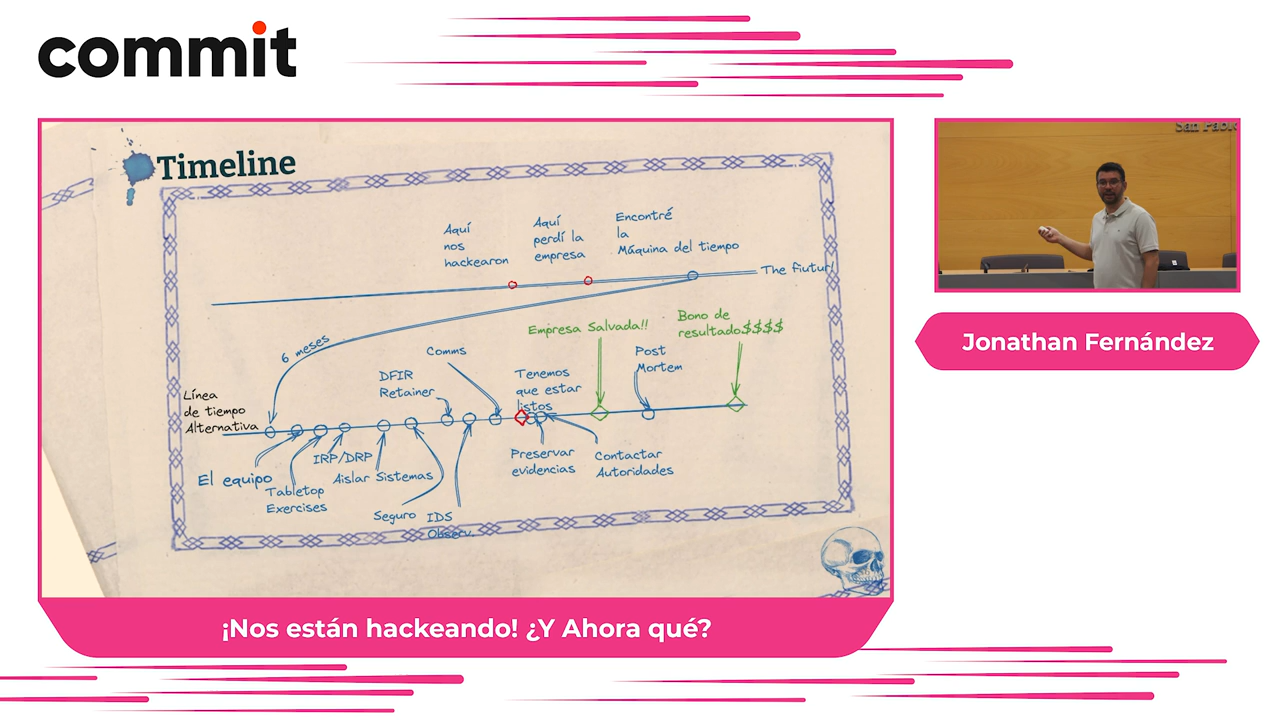 commit
Timeline
Aquí
nos
hackearon
Aquí
perdí la
empresa
Encontré
la
Máquina del tiempo
The fiutur
6 meses
Empresa Salvada!!
Bono de
resultado$$$$
Línea
de tiempo
Alternativa
DFIR
Retainer
Comms
Tenemos
que estar
listos
Post
Mortem
El equipo
Tabletop
Exercises
IRP/DRP
Aislar Sistemas
Seguro
IDS
Observ.
Preservar
evidencias
Contactar
Autoridades
San Pablo
Jonathan Fernández
¡Nos están hackeando! ¿Y Ahora qué?